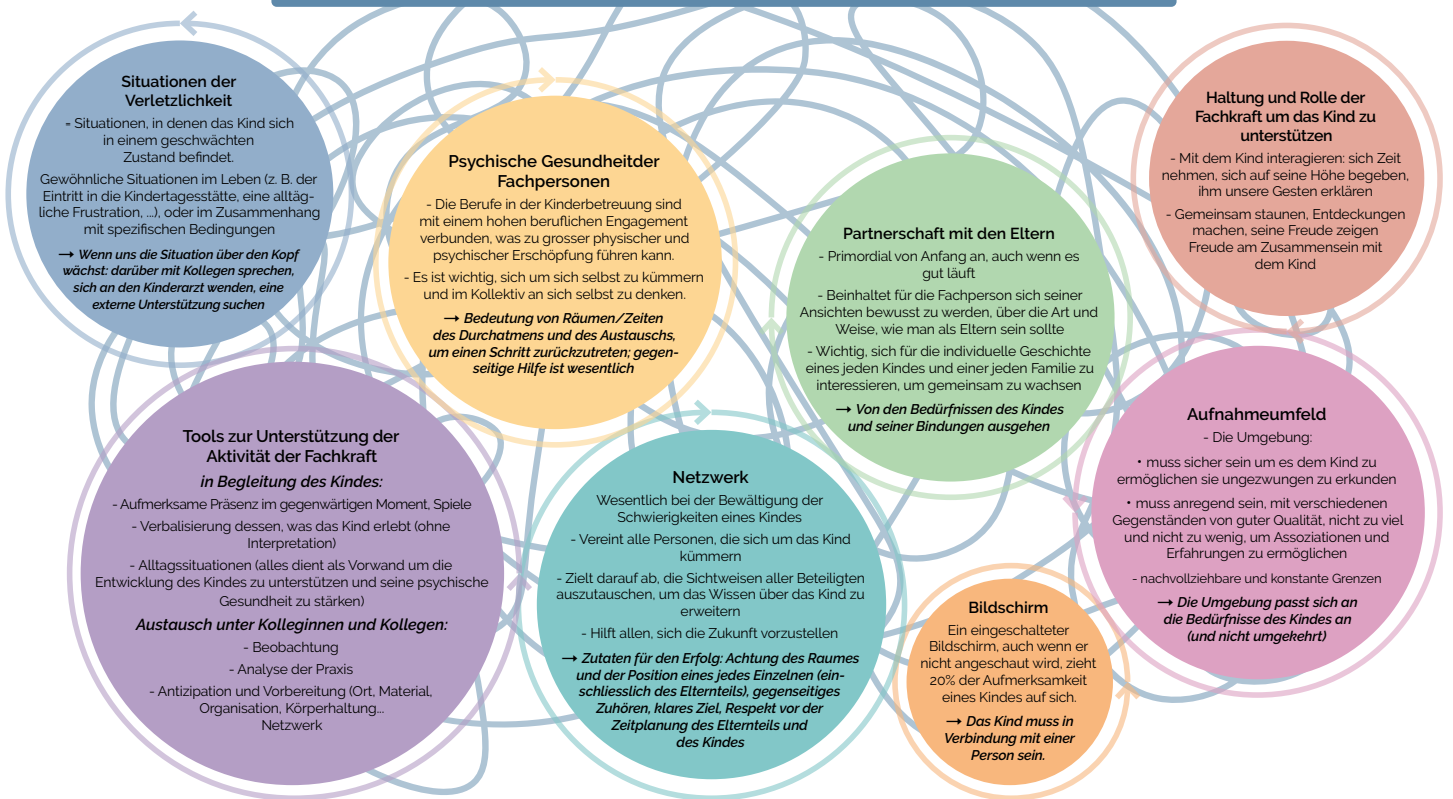 Situationen der
Verletzlichkeit
= Situationen, in denen das Kind sich
in einem geschwächten
Zustand befindet.
Gewöhnliche Situationen im Leben (z. B. der
Eintritt in die Kindertagesstätte, eine alltäg-
liche Frustration, ...), oder im Zusammenhang
mit spezifischen Bedingungen
→ Wenn uns die Situation über den Kopf
wächst: darüber mit Kollegen sprechen,
sich an den Kinderarzt wenden, eine
externe Unterstützung suchen
Psychische Gesundheitder
Fachpersonen
- Die Berufe in der Kinderbetreuung sind
mit einem hohen beruflichen Engagement
verbunden, was zu grosser physischer und
psychischer Erschöpfung führen kann.
- Es ist wichtig, sich um sich selbst zu kümmern
und im Kollektiv an sich selbst zu denken.
→ Bedeutung von Räumen/Zeiten
des Durchatmens und des Austauschs,
um einen Schritt zurückzutreten; gegen-
seitige Hilfe ist wesentlich
Partnerschaft mit den Eltern
- Primordial von Anfang an, auch wenn es
gut läuft
- Beinhaltet für die Fachperson sich seiner
Ansichten bewusst zu werden, über die Art und
Weise, wie man als Eltern sein sollte
- Wichtig, sich für die individuelle Geschichte
eines jeden Kindes und einer jeden Familie zu
interessieren, um gemeinsam zu wachsen
→ Von den Bedürfnissen des Kindes
und seiner Bindungen ausgehen
Haltung und Rolle der
Fachkraft um das Kind zu
unterstützen
- Mit dem Kind interagieren: sich Zeit
nehmen, sich auf seine Höhe begeben,
ihm unsere Gesten erklären
- Gemeinsam staunen, Entdeckungen
machen, seine Freude zeigen
Freude am Zusammensein mit
dem Kind
Tools zur Unterstützung der
Aktivität der Fachkraft
in Begleitung des Kindes:
- Aufmerksame Präsenz im gegenwärtigen Moment, Spiele
- Verbalisierung dessen, was das Kind erlebt (ohne
Interpretation)
- Alltagssituationen (alles dient als Vorwand um die
Entwicklung des Kindes zu unterstützen und seine psychische
Gesundheit zu stärken)
Austausch unter Kolleginnen und Kollegen:
- Beobachtung
- Analyse der Praxis
- Antizipation und Vorbereitung (Ort, Material,
Organisation, Körperhaltung...
Netzwerk
Netzwerk
Wesentlich bei der Bewältigung der
Schwierigkeiten eines Kindes
- Vereint alle Personen, die sich um das Kind
kümmern
- Zielt darauf ab, die Sichtweisen aller Beteiligten
auszutauschen, um das Wissen über das Kind zu
erweitern
- Hilft allen, sich die Zukunft vorzustellen
→ Zutaten für den Erfolg: Achtung des Raumes
und der Position eines jedes Einzelnen (ein-
schliesslich des Elternteils), gegenseitiges
Zuhören, klares Ziel, Respekt vor der
Zeitplanung des Elternteils und
des Kindes
Bildschirm
Ein eingeschalteter
Bildschirm, auch wenn er
nicht angeschaut wird, zieht
20% der Aufmerksamkeit
eines Kindes auf sich.
→ Das Kind muss in
Verbindung mit einer
Person sein.
Aufnahmeumfeld
- Die Umgebung:
• muss sicher sein um es dem Kind zu
ermöglichen sie ungezwungen zu erkunden
• muss anregend sein, mit verschiedenen
Gegenständen von guter Qualität, nicht zu viel
und nicht zu wenig, um Assoziationen und
Erfahrungen zu ermöglichen
- nachvollziehbare und konstante Grenzen
→ Die Umgebung passt sich an
die Bedürfnisse des Kindes an
(und nicht umgekehrt)